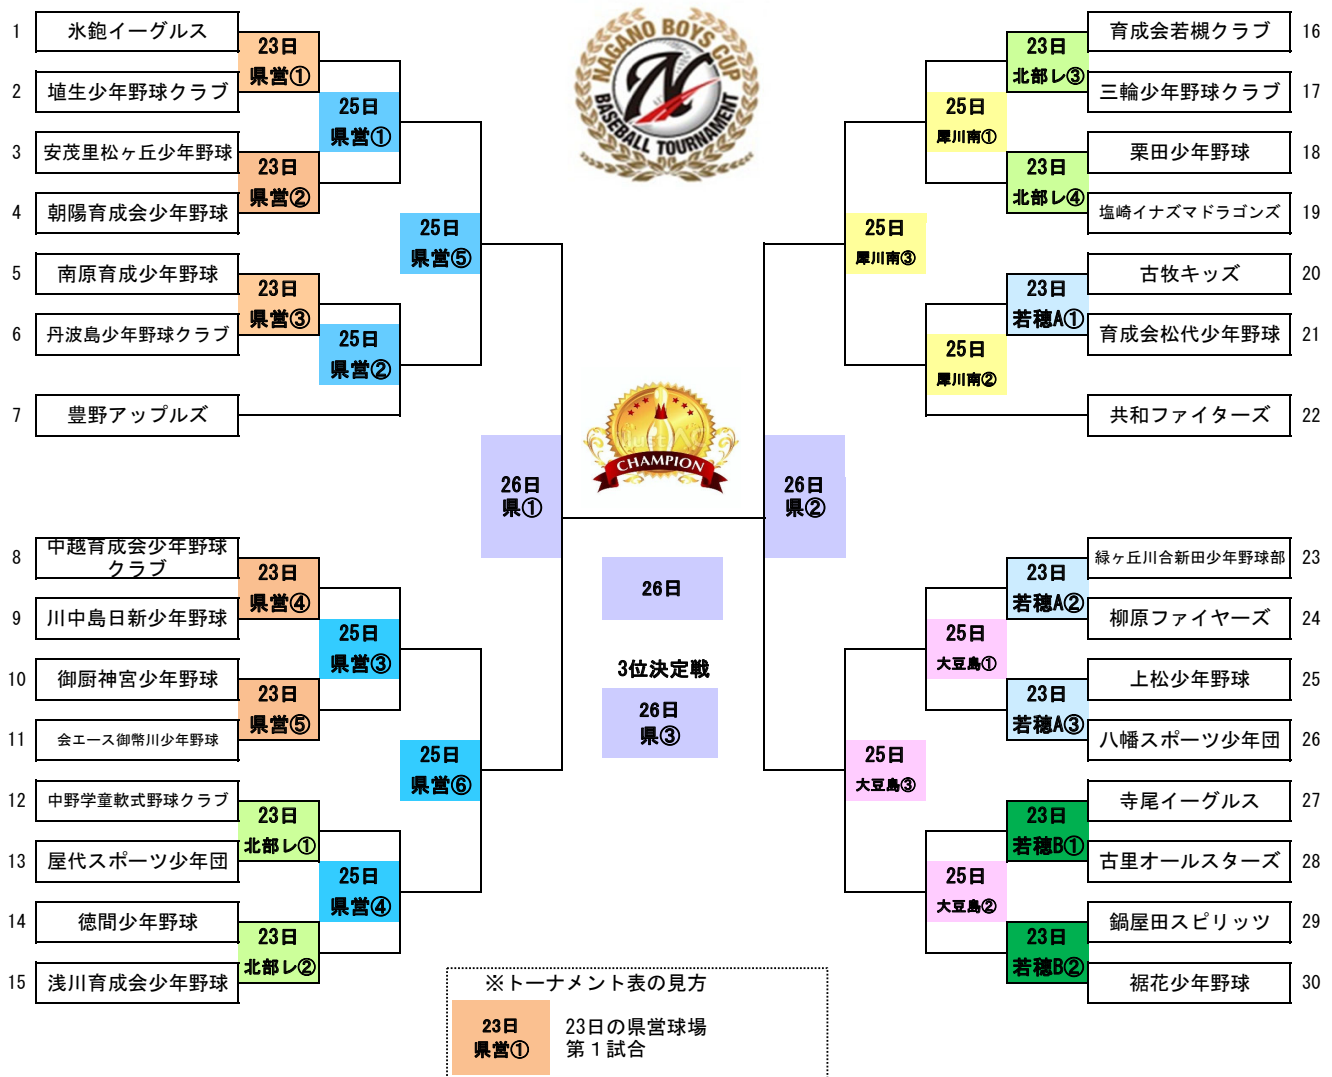 NAGANO BOYS CUP
N
BASEBALL TOURNAMENT
1 氷鉋イーグルス
23日
県営①
2 埴生少年野球クラブ
25日
県営①
3 安茂里松ヶ丘少年野球
23日
県営②
4 朝陽育成会少年野球
25日
県営⑤
5 南原育成少年野球
23日
県営③
6 丹波島少年野球クラブ
25日
県営②
7 豊野アップルズ
26日
県①
8 中越育成会少年野球
クラブ
23日
県営④
9 川中島日新少年野球
25日
県営③
10 御厨神宮少年野球
23日
県営⑤
11 会エース御幣川少年野球
25日
県営⑥
12 中野学童軟式野球クラブ
23日
北部レ①
13 屋代スポーツ少年団
25日
県営④
14 徳間少年野球
23日
北部レ②
15 浅川育成会少年野球
CHAMPION
26日
3位決定戦
26日
県③
育成会若槻クラブ 16
23日
北部レ③
三輪少年野球クラブ 17
25日
犀川南①
栗田少年野球 18
23日
北部レ④
塩崎イナズマドラゴンズ 19
25日
犀川南③
古牧キッズ 20
23日
若穂A①
育成会松代少年野球 21
25日
犀川南②
共和ファイターズ 22
26日
県②
緑ヶ丘川合新田少年野球部 23
23日
若穂A②
柳原ファイヤーズ 24
25日
大豆島①
上松少年野球 25
23日
若穂A③
八幡スポーツ少年団 26
25日
大豆島③
寺尾イーグルス 27
23日
若穂B①
古里オールスターズ 28
25日
大豆島②
鍋屋田スピリッツ 29
23日
若穂B②
裾花少年野球 30
※トーナメント表の見方
23日
県営①
23日の県営球場
第１試合